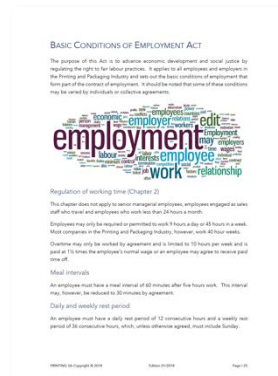 BASIC CONDITIONS OF EMPLOYMENT ACT
The purpose of this Act is to advance economic development and social justice by
regulating the right to fair labour practices. It applies to all employees and employers in
the Printing and Packaging Industry and sets out the basic conditions of employment that
form part of the contract of employment. It should be noted that some of these conditions
may be varied by individuals or collective agreements.
economic
employees
employer
relations
edit
employment
Employment
may
employers
labour
interests
employee
work
relationship
Regulation of working time (Chapter 2)
This chapter does not apply to senior managerial employees, employees engaged as sales
staff who travel and employees who work less than 24 hours a month.
Employees may only be required or permitted to work 9 hours a day or 45 hours in a week.
Most companies in the Printing and Packaging Industry, however, work 40 hour weeks.
Overtime may only be worked by agreement and is limited to 10 hours per week and is
paid at 1½ times the employee's normal wage or an employee may agree to receive paid
time off.
Meal intervals
An employee must have a meal interval of 60 minutes after five hours work. This interval
may, however, be reduced to 30 minutes by agreement.
Daily and weekly rest period
An employee must have a daily rest period of 12 consecutive hours and a weekly rest
period of 36 consecutive hours, which, unless otherwise agreed, must include Sunday.
PRINTING SA Copyright © 2018
Edition 01/2018
Page | 25